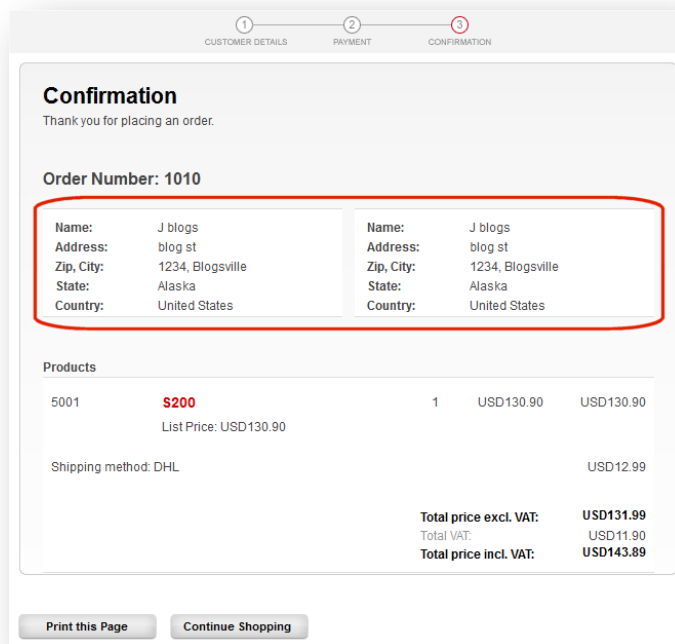 1 2 3
CUSTOMER DETAILS PAYMENT CONFIRMATION
Confirmation
Thank you for placing an order.
Order Number: 1010
Name: J blogs
Address: blog st
Zip, City: 1234, Blogsville
State: Alaska
Country: United States
Name: J blogs
Address: blog st
Zip, City: 1234, Blogsville
State: Alaska
Country: United States
Products
5001 S200 1 USD130.90 USD130.90
List Price: USD130.90
Shipping method: DHL USD12.99
Total price excl. VAT: USD131.99
Total VAT: USD11.90
Total price incl. VAT: USD143.89
Print this Page Continue Shopping